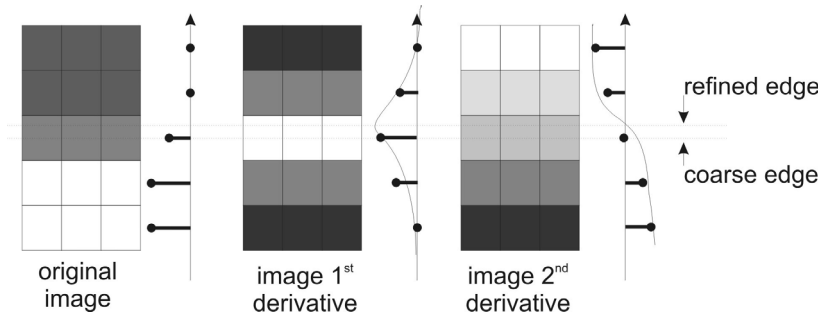 refined edge
coarse edge
original
image
image 1st
derivative
image 2nd
derivative